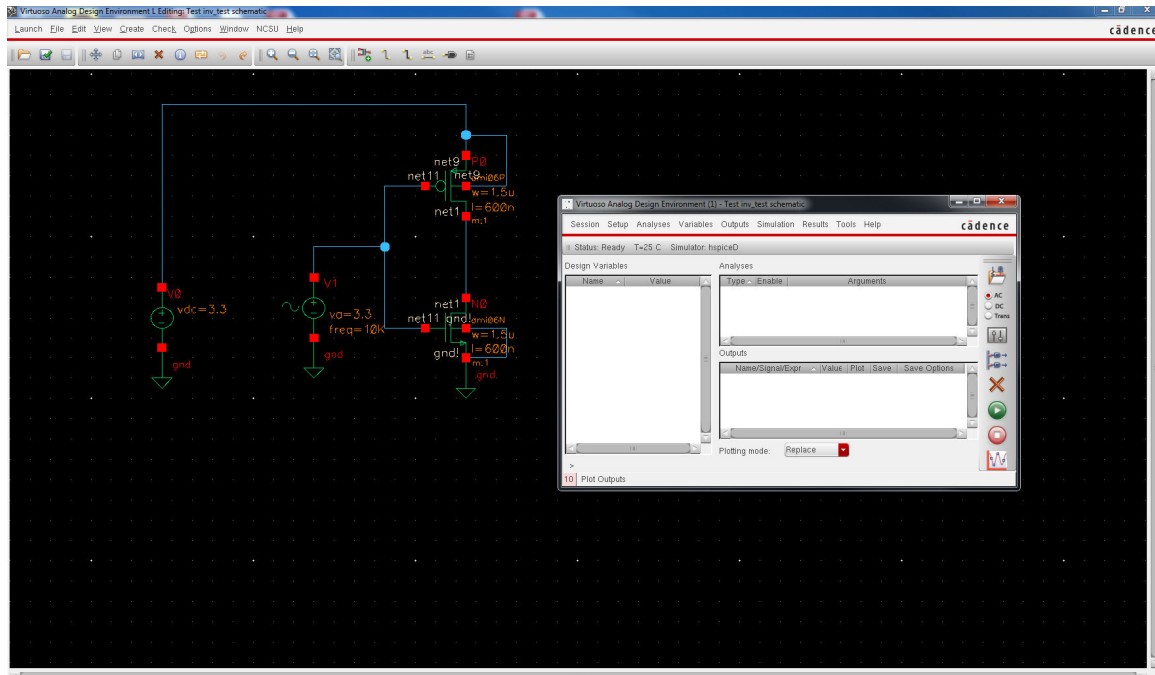 Virtuoso Analog Design Environment L Editing: Test inv_test schematic
Launch File Edit View Create Check Options Window NCSU Help
cādence
net9 P0
net11 net9 ami06P
w=1.5u
l=600n
net1 m:1
V0
vdc=3.3
gnd
V1
va=3.3
freq=10K
gnd
net1 N0
net11 gnd! ami06N
w=1.5u
l=600n
gnd! m:1
gnd
Virtuoso Analog Design Environment (1) - Test inv_test schematic
Session Setup Analyses Variables Outputs Simulation Results Tools Help
cādence
Status: Ready T=25 C Simulator: hspiceD
Design Variables
Name Value
Analyses
Type Enable Arguments
AC
DC
Trans
Outputs
Name/Signal/Expr Value Plot Save Save Options
Plotting mode: Replace
>
10 Plot Outputs